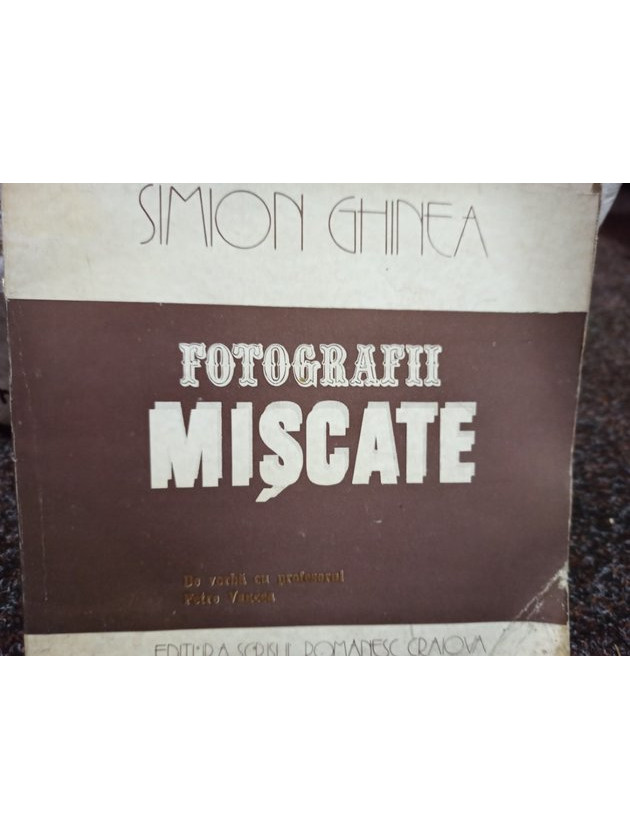 SIMION GHINEA
FOTOGRAFII
MIȘCATE
De vorbă cu profesorul
Petre Vancea
EDITURA SCRISUL ROMÂNESC CRAIOVA